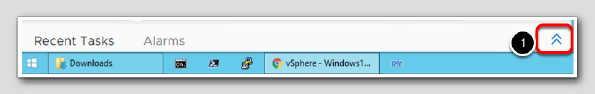 Recent Tasks Alarms
1
Downloads vSphere - Windows1...